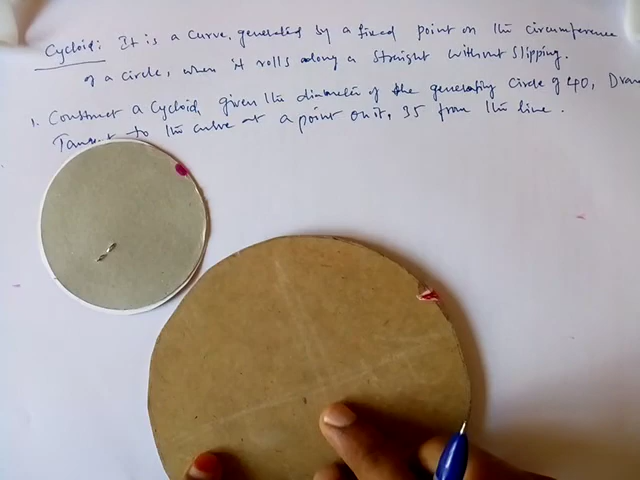 Cycloid: It is a curve, generated by a fixed point on the circumference
of a circle, when it rolls along a straight without slipping.
1. Construct a cycloid given the diameter of the generating circle of 40, Draw
Tangent to the curve at a point on it, 35 from the line.